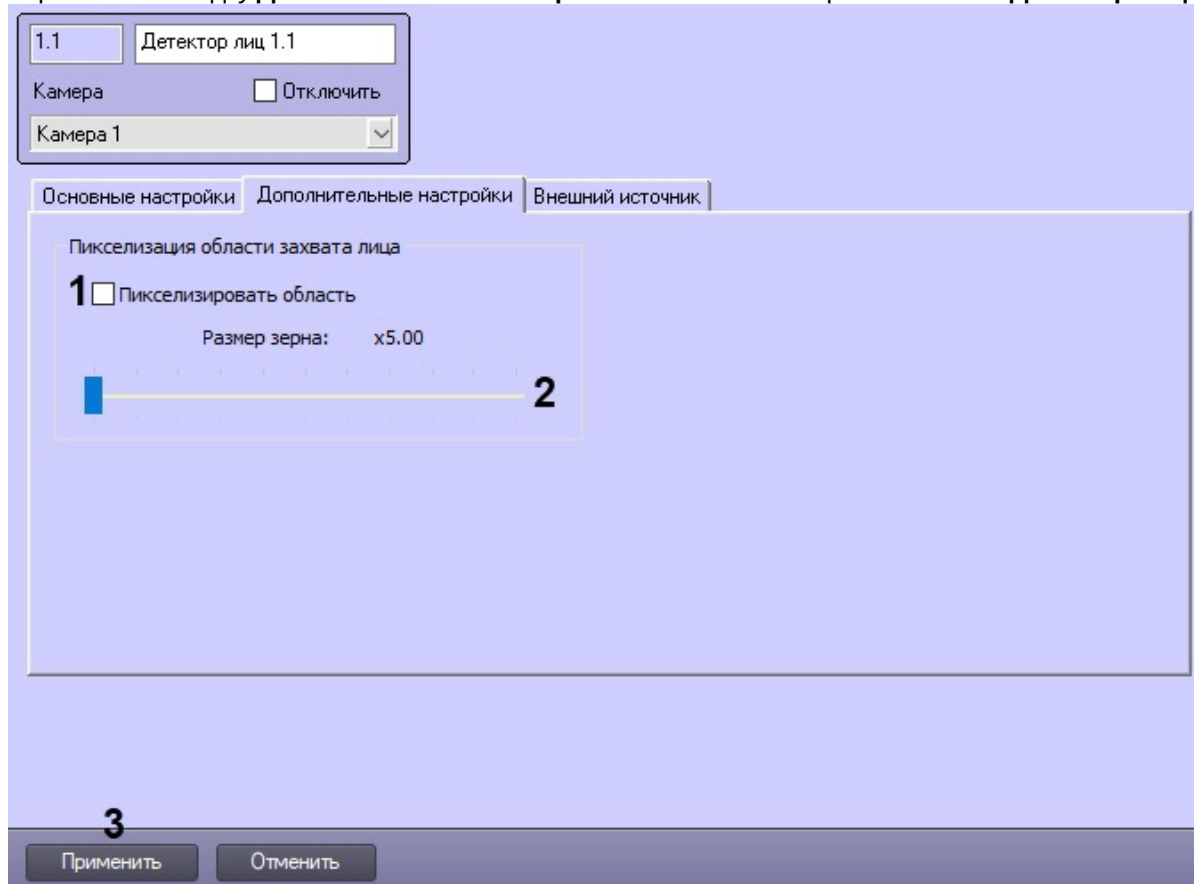 1.1 Детектор лиц 1.1
Камера Отключить
Камера 1
Основные настройки Дополнительные настройки Внешний источник
Пикселизация области захвата лица
1 Пикселизировать область
Размер зерна: x5.00
2
3
Применить Отменить